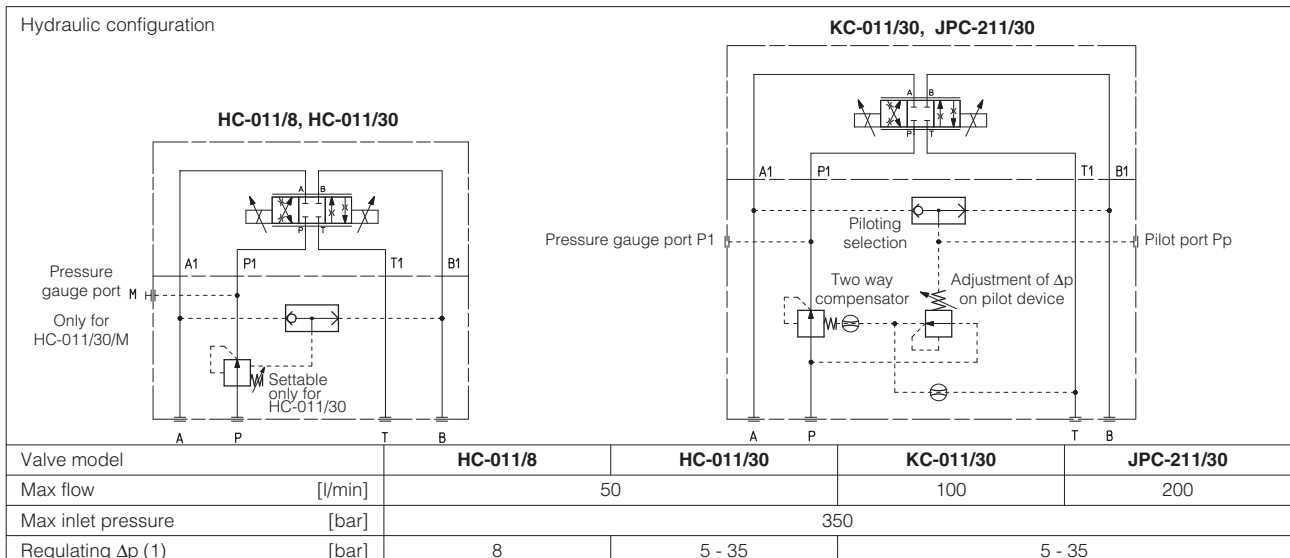 Hydraulic configuration
KC-011/30, JPC-211/30
HC-011/8, HC-011/30
A B
P T
A1 P1 T1 B1
Pressure
gauge port M
Only for
HC-011/30/M
Settable
only for
HC-011/30
A P T B
A B
P T
A1 P1 T1 B1
Piloting
selection
Pressure gauge port P1
Pilot port Pp
Two way
compensator
Adjustment of Δp
on pilot device
A P T B
Valve model HC-011/8 HC-011/30 KC-011/30 JPC-211/30
Max flow [l/min] 50 100 200
Max inlet pressure [bar] 350
Regulating Δp (1) [bar] 8 5 - 35 5 - 35